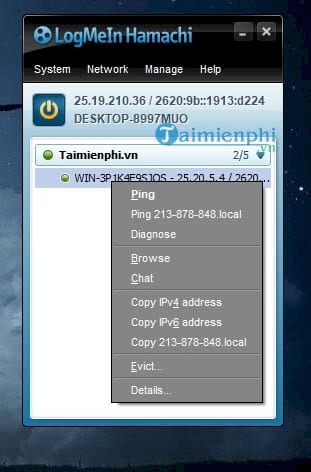 LogMeIn Hamachi
System Network Manage Help
25.19.210.36 / 2620:9b::1913:d224
DESKTOP-8997MUO
Taimienphi
.vn
Taimienphi.vn 2/5
WIN-3P1K4E9SJOS - 25.20.5.4 / 2620...
Ping
Ping 213-878-848.local
Diagnose
Browse
Chat
Copy IPv4 address
Copy IPv6 address
Copy 213-878-848.local
Evict...
Details...